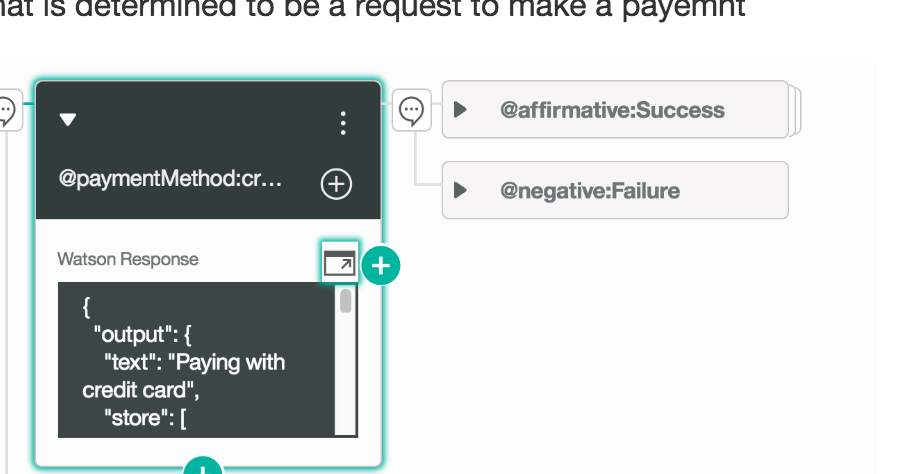 hat is determined to be a request to make a payemnt
@affirmative:Success
@paymentMethod:cr...
@negative:Failure
Watson Response
{
"output": {
"text": "Paying with
credit card",
"store": [